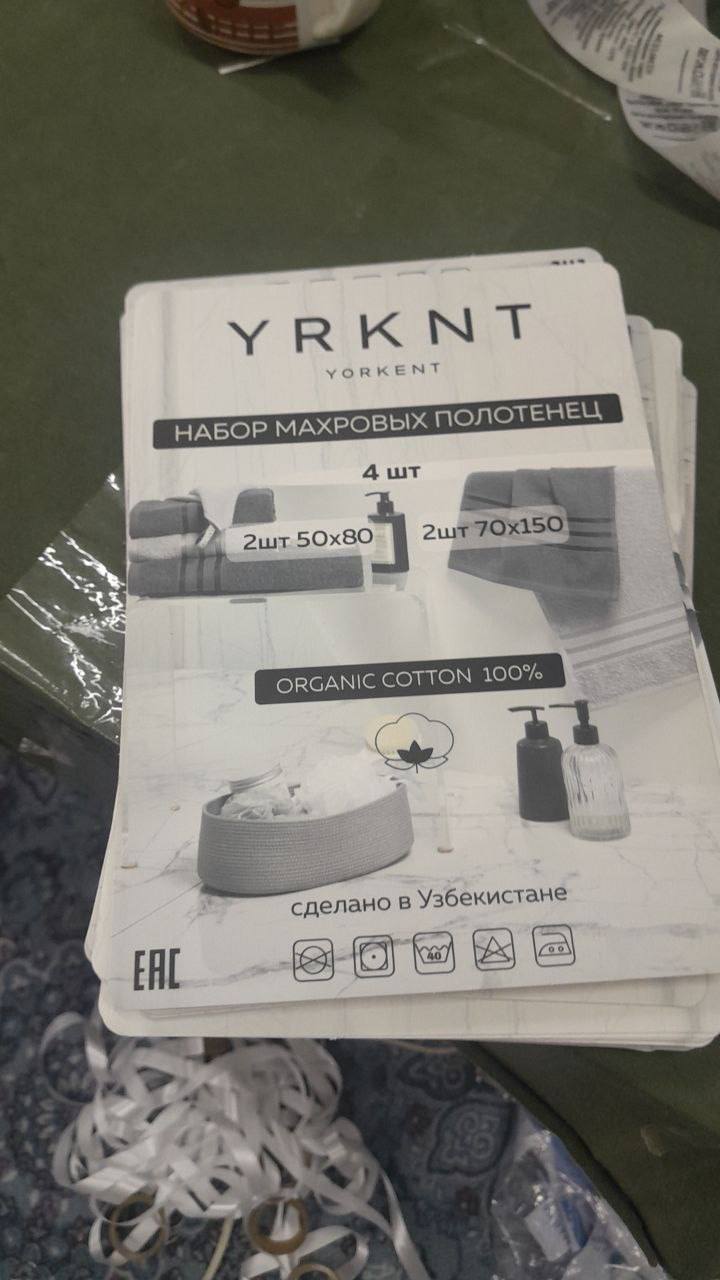 YRKNT
YORKENT
НАБОР МАХРОВЫХ ПОЛОТЕНЕЦ
4 шт
2шт 50x80
2шт 70x150
ORGANIC COTTON 100%
сделано в Узбекистане
EAC
40